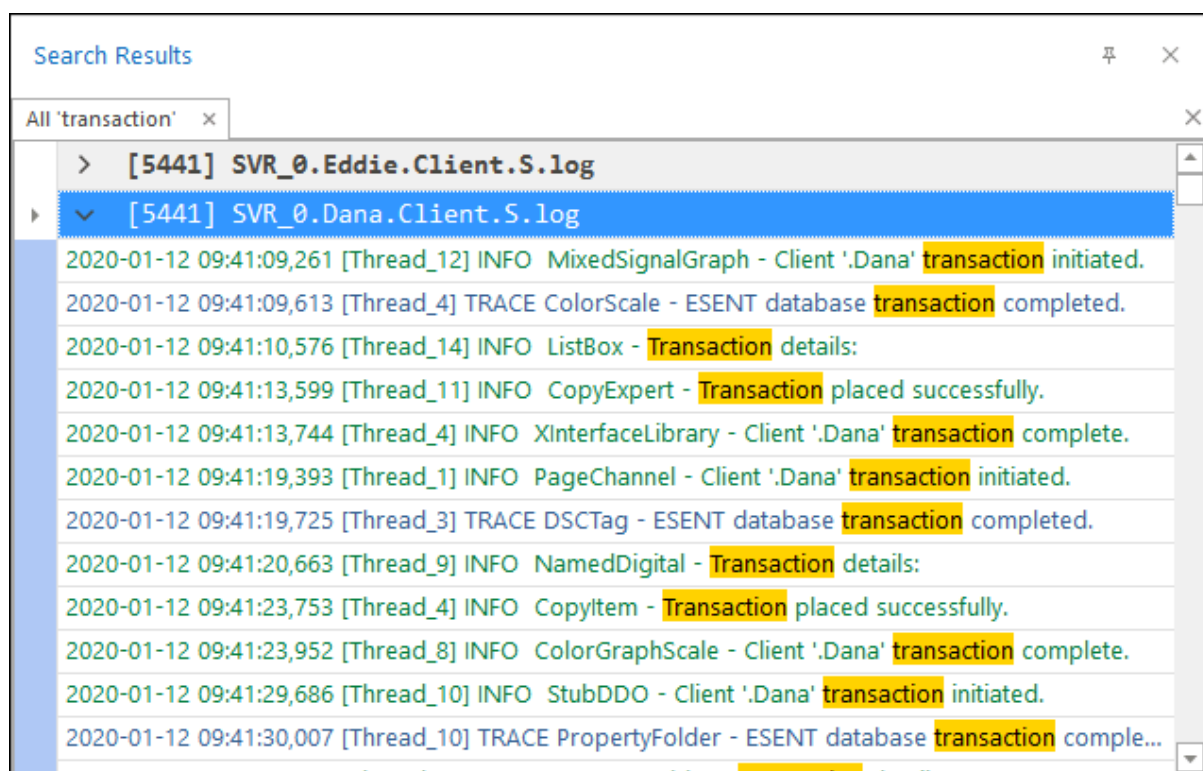 Search Results
All 'transaction'
[5441] SVR_0.Eddie.Client.S.log
[5441] SVR_0.Dana.Client.S.log
2020-01-12 09:41:09,261 [Thread_12] INFO  MixedSignalGraph - Client '.Dana' transaction initiated.
2020-01-12 09:41:09,613 [Thread_4] TRACE ColorScale - ESENT database transaction completed.
2020-01-12 09:41:10,576 [Thread_14] INFO  ListBox - Transaction details:
2020-01-12 09:41:13,599 [Thread_11] INFO  CopyExpert - Transaction placed successfully.
2020-01-12 09:41:13,744 [Thread_4] INFO  XInterfaceLibrary - Client '.Dana' transaction complete.
2020-01-12 09:41:19,393 [Thread_1] INFO  PageChannel - Client '.Dana' transaction initiated.
2020-01-12 09:41:19,725 [Thread_3] TRACE DSCTag - ESENT database transaction completed.
2020-01-12 09:41:20,663 [Thread_9] INFO  NamedDigital - Transaction details:
2020-01-12 09:41:23,753 [Thread_4] INFO  CopyItem - Transaction placed successfully.
2020-01-12 09:41:23,952 [Thread_8] INFO  ColorGraphScale - Client '.Dana' transaction complete.
2020-01-12 09:41:29,686 [Thread_10] INFO  StubDDO - Client '.Dana' transaction initiated.
2020-01-12 09:41:30,007 [Thread_10] TRACE PropertyFolder - ESENT database transaction comple...